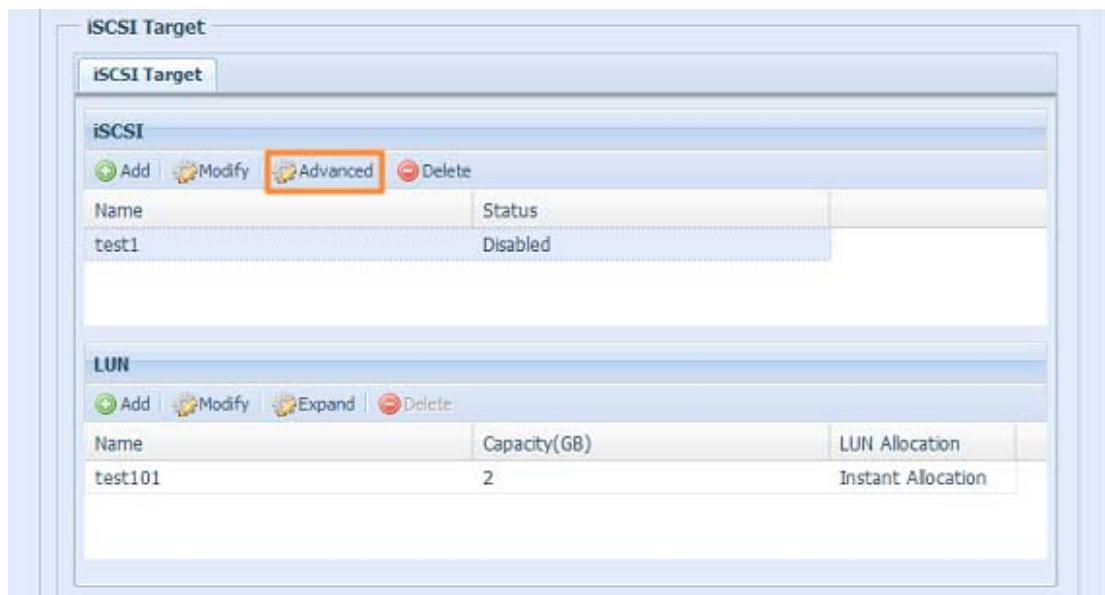 iSCSI Target
iSCSI Target
iSCSI
Add Modify Advanced Delete
Name Status
test1 Disabled
LUN
Add Modify Expand Delete
Name Capacity(GB) LUN Allocation
test101 2 Instant Allocation